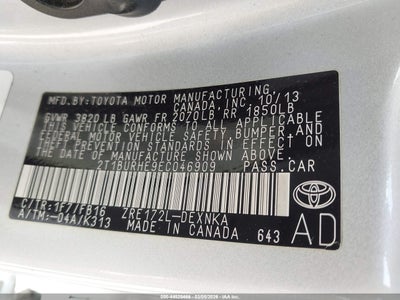 MFD.BY:TOYOTA MOTOR MANUFACTURING
CANADA,INC. 10/13
GVWR 3820 LB GAWR FR 2070LB RR 1850LB
THIS VEHICLE CONFORMS TO ALL APPLICABLE
FEDERAL MOTOR VEHICLE SAFETY,BUMPER,AND
THEFT PREVENTION STANDARDS IN EFFECT ON
THE DATE OF MANUFACTURE SHOWN ABOVE.
2T1BURHE9EC046909 PASS.CAR
C/TR:1F7/FB16 ZRE172L-DEXNKA
A/TM:-04A/K313 MADE IN CANADA 643
TOYOTA
AD